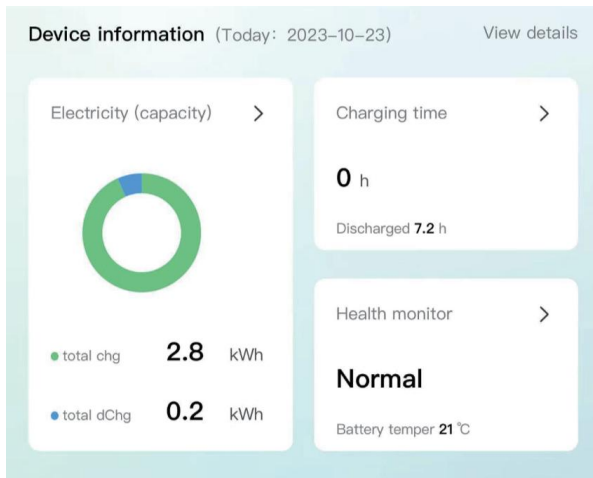 Device information (Today: 2023-10-23) View details
Electricity (capacity)
total chg 2.8 kWh
total dChg 0.2 kWh
Charging time
0 h
Discharged 7.2 h
Health monitor
Normal
Battery temper 21 ℃